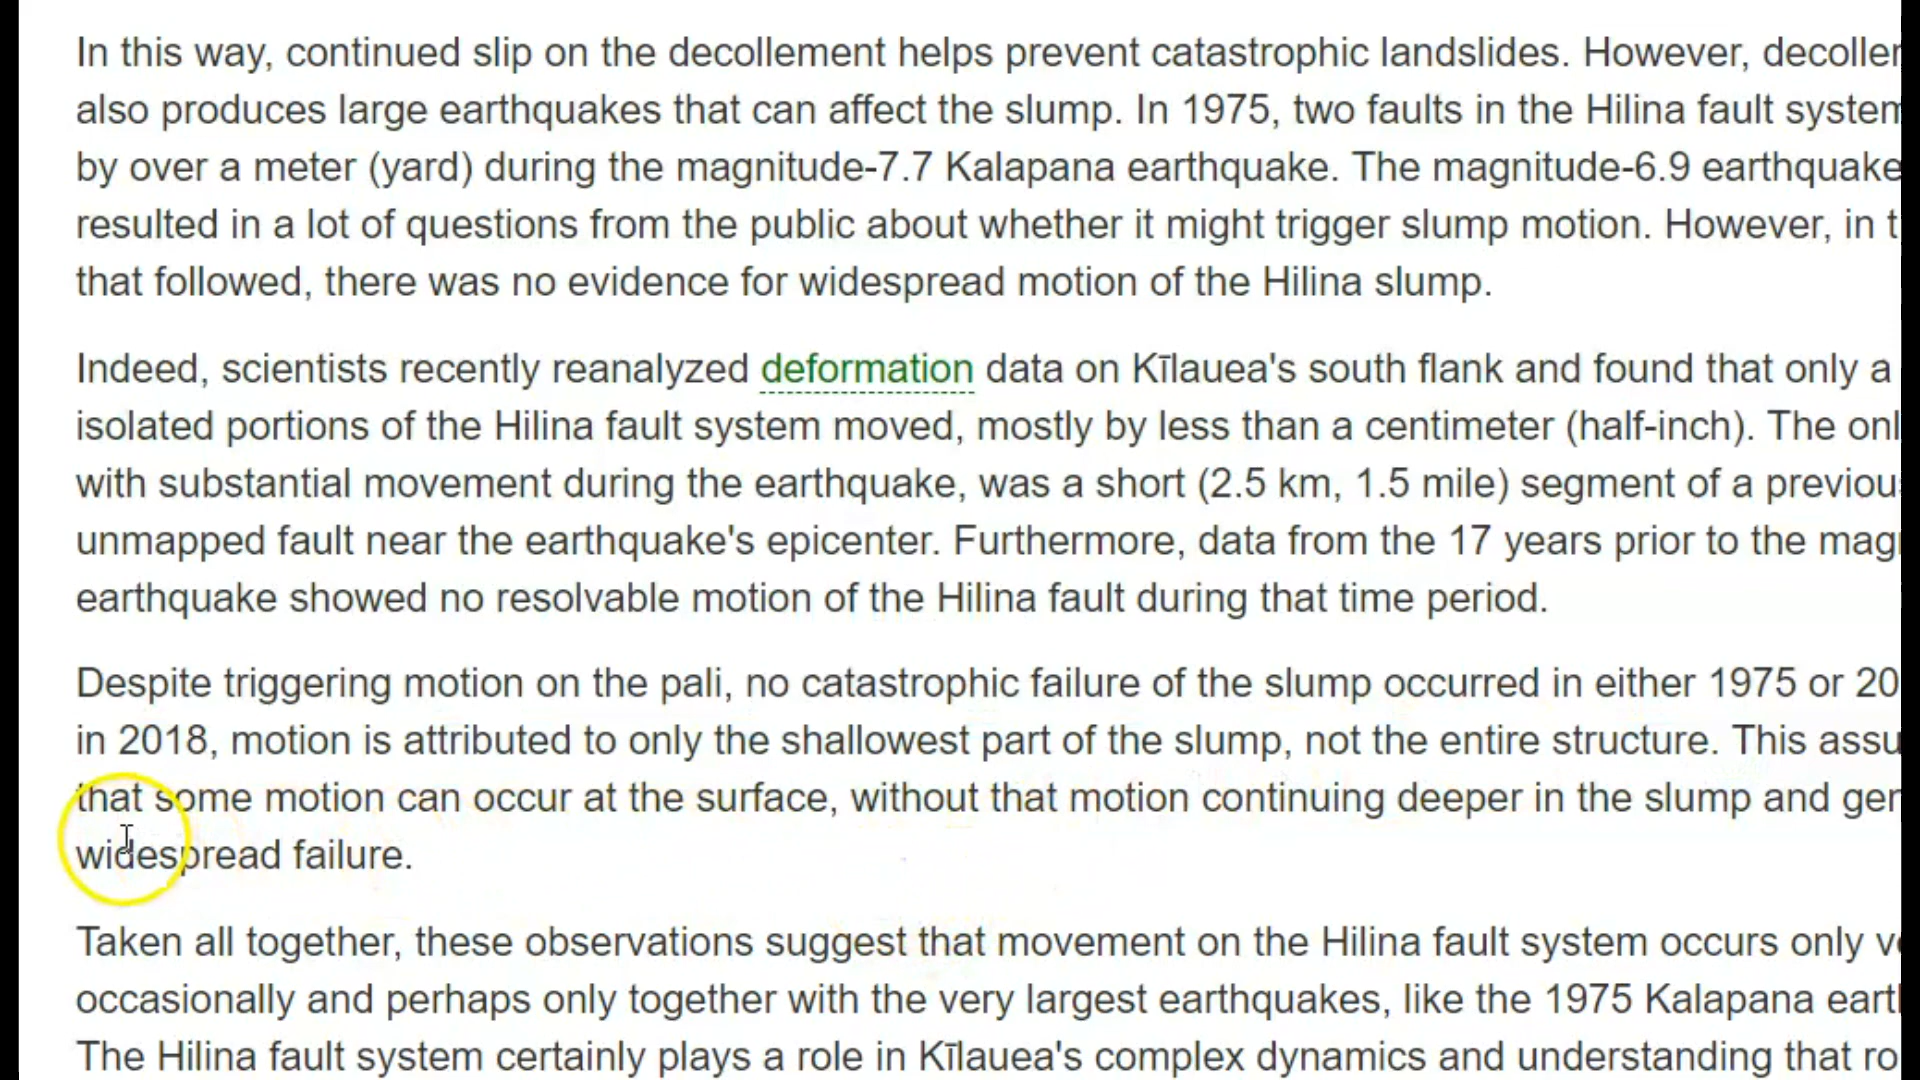 In this way, continued slip on the decollement helps prevent catastrophic landslides. However,
also produces large earthquakes that can affect the slump. In 1975, two faults in the Hilina fault system
by over a meter (yard) during the magnitude-7.7 Kalapana earthquake. The magnitude-6.9 earthquake
resulted in a lot of questions from the public about whether it might trigger slump motion. However, in
that followed, there was no evidence for widespread motion of the Hilina slump.
Indeed, scientists recently reanalyzed deformation data on Kīlauea's south flank and found that only a
isolated portions of the Hilina fault system moved, mostly by less than a centimeter (half-inch). The
with substantial movement during the earthquake, was a short (2.5 km, 1.5 mile) segment of a
unmapped fault near the earthquake's epicenter. Furthermore, data from the 17 years prior to the
earthquake showed no resolvable motion of the Hilina fault during that time period.
Despite triggering motion on the pali, no catastrophic failure of the slump occurred in either 1975 or
in 2018, motion is attributed to only the shallowest part of the slump, not the entire structure. This
that some motion can occur at the surface, without that motion continuing deeper in the slump and
widespread failure.
Taken all together, these observations suggest that movement on the Hilina fault system occurs only
occasionally and perhaps only together with the very largest earthquakes, like the 1975 Kalapana
The Hilina fault system certainly plays a role in Kīlauea's complex dynamics and understanding that